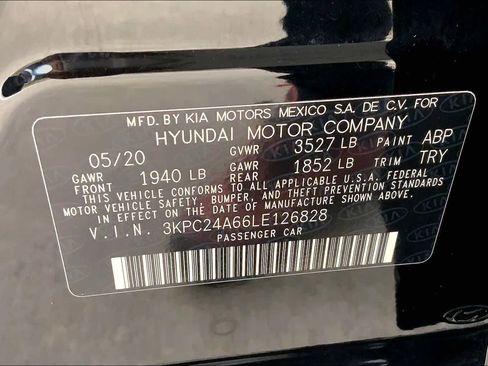 MFD. BY KIA MOTORS MEXICO S.A. DE C.V. FOR
HYUNDAI MOTOR COMPANY
05/20 GVWR 3527 LB PAINT ABP
GAWR FRONT 1940 LB GAWR REAR 1852 LB TRIM TRY
THIS VEHICLE CONFORMS TO ALL APPLICABLE U.S.A. FEDERAL
MOTOR VEHICLE SAFETY, BUMPER, AND THEFT PREVENTION STANDARDS
IN EFFECT ON THE DATE OF MANUFACTURE SHOWN ABOVE.
V.I.N. 3KPC24A66LE126828
PASSENGER CAR